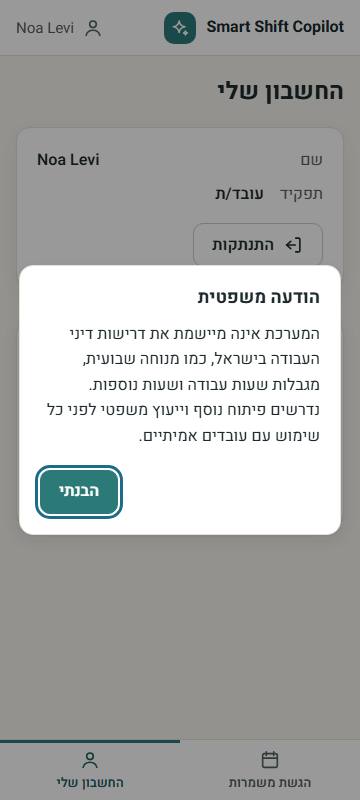 Smart Shift Copilot
Noa Levi
החשבון שלי
שם
Noa Levi
תפקיד
עובד/ת
התנתקות
הודעה משפטית
המערכת אינה מיישמת את דרישות דיני
העבודה בישראל, כמו מנוחה שבועית,
מגבלות שעות עבודה ושעות נוספות.
נדרשים פיתוח נוסף וייעוץ משפטי לפני כל
שימוש עם עובדים אמיתיים.
הבנתי
הגשת משמרות
החשבון שלי